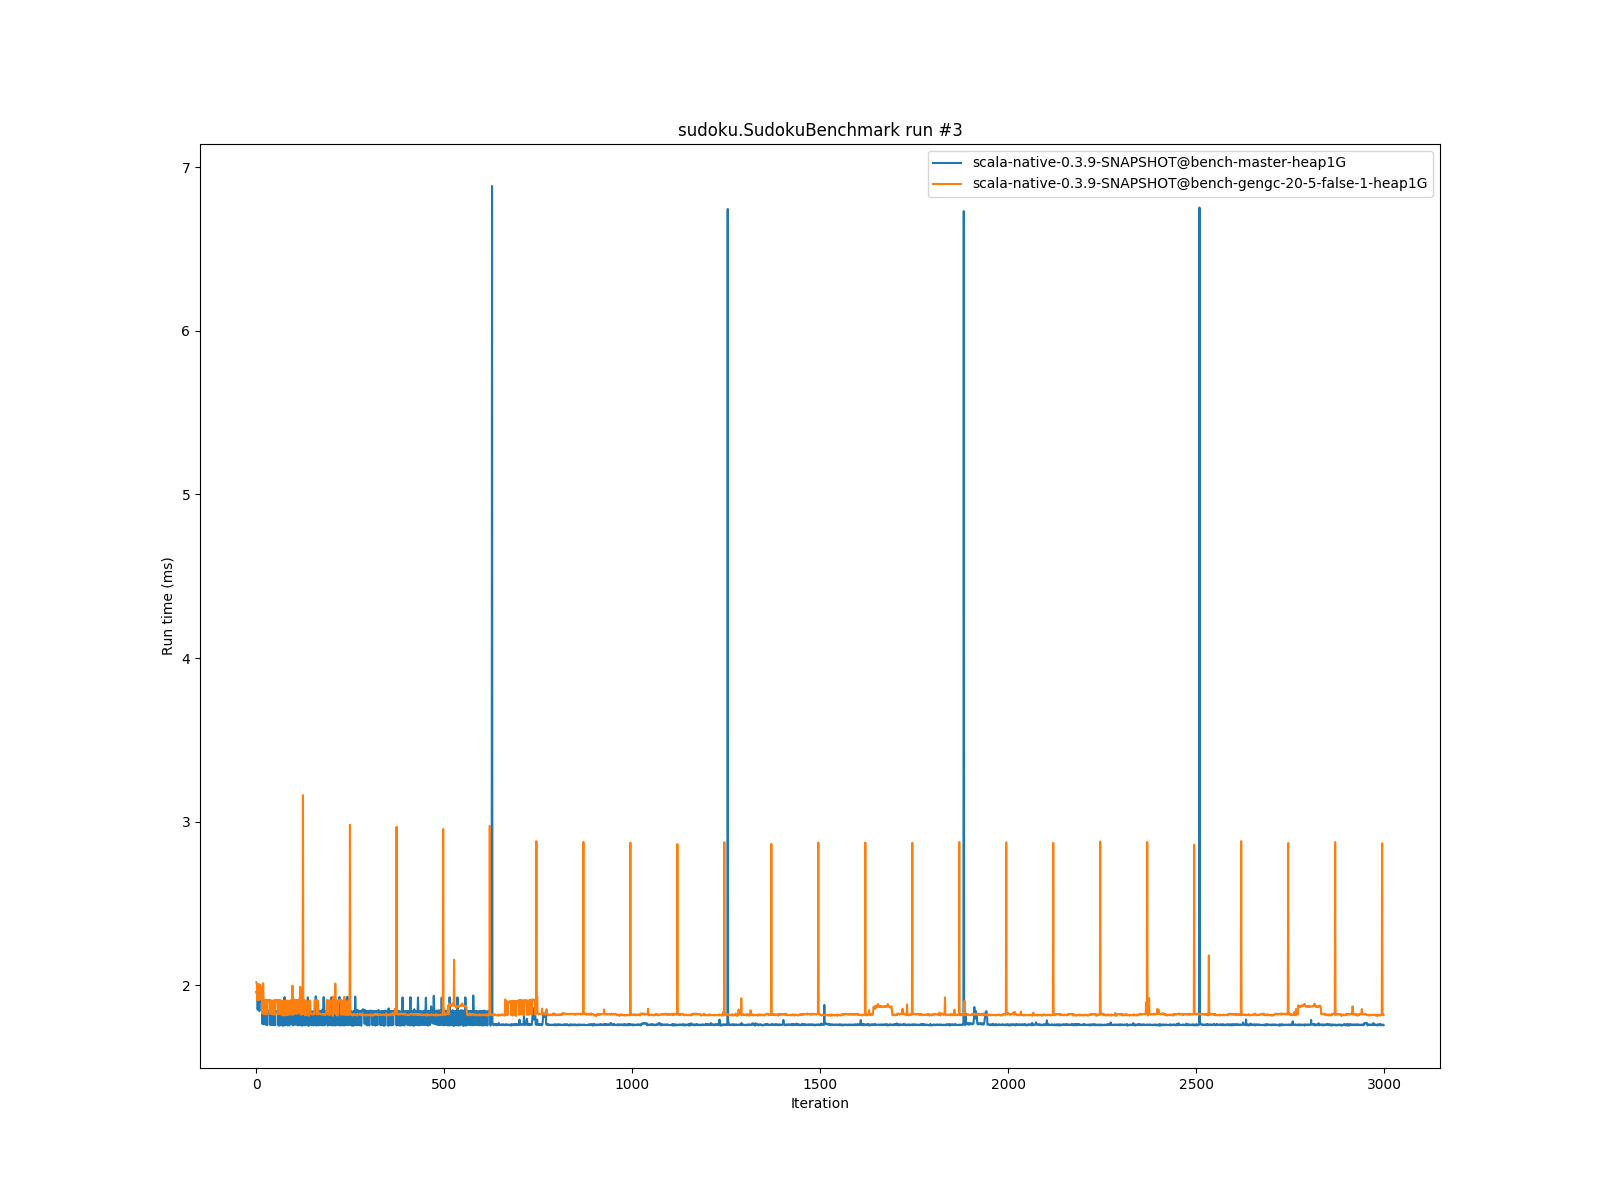 sudoku.SudokuBenchmark run #3
scala-native-0.3.9-SNAPSHOT@bench-master-heap1G
scala-native-0.3.9-SNAPSHOT@bench-gengc-20-5-false-1-heap1G
Run time (ms)
7
6
5
4
3
2
0
500
1000
1500
2000
2500
3000
Iteration